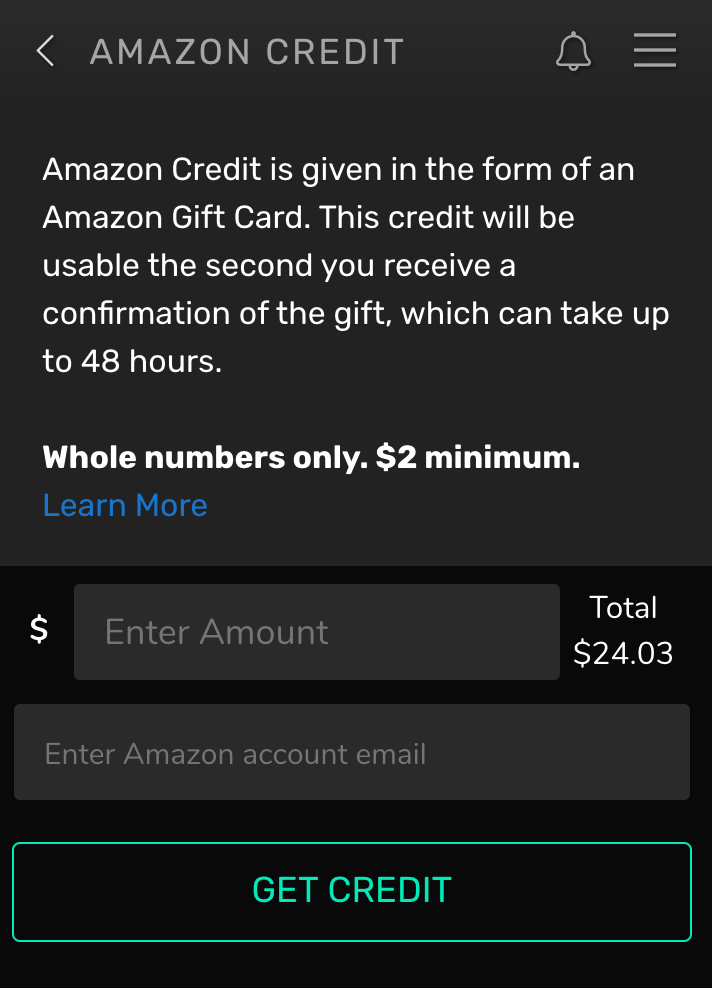 AMAZON CREDIT
Amazon Credit is given in the form of an
Amazon Gift Card. This credit will be
usable the second you receive a
confirmation of the gift, which can take up
to 48 hours.
Whole numbers only. $2 minimum.
Learn More
$ Enter Amount
Total
$24.03
Enter Amazon account email
GET CREDIT